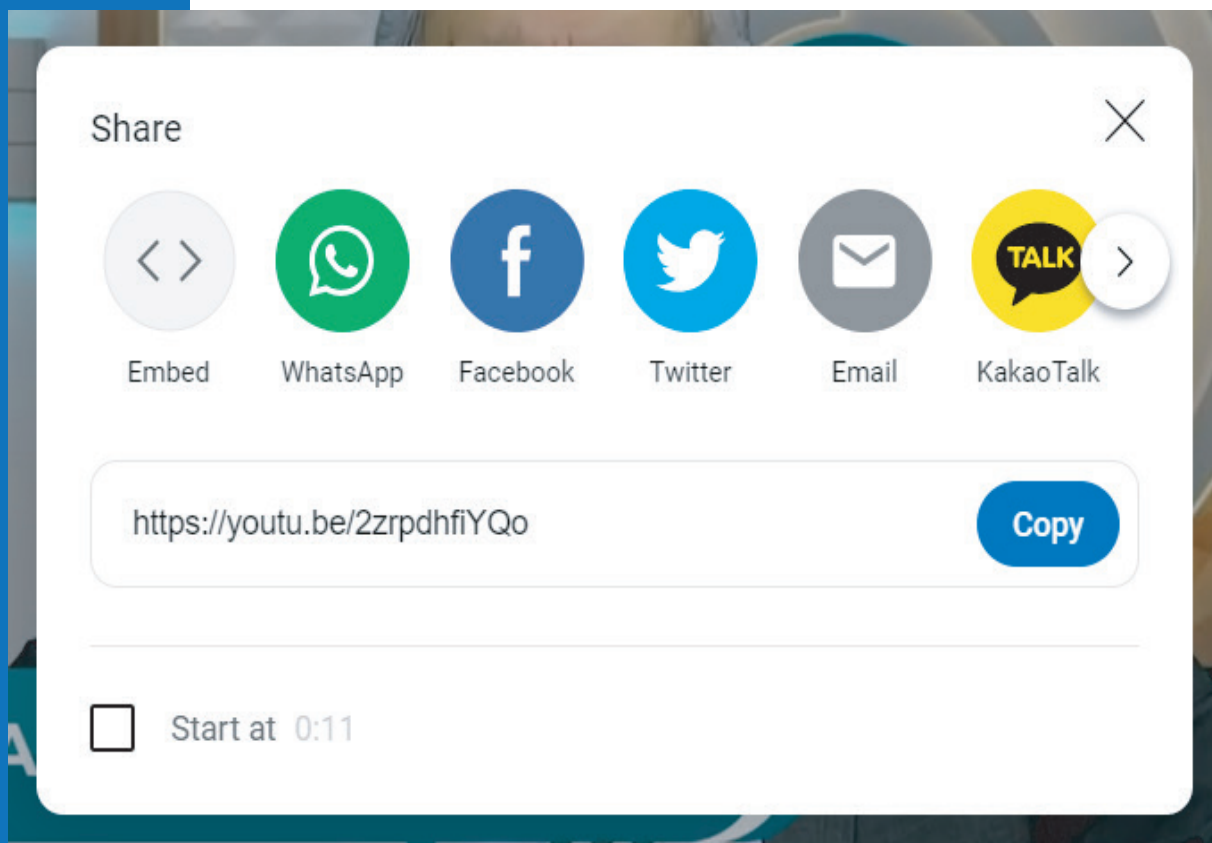 Share
TALK
Embed WhatsApp Facebook Twitter Email KakaoTalk
https://youtu.be/2zrpdhfiYQo
Copy
Start at 0:11
A